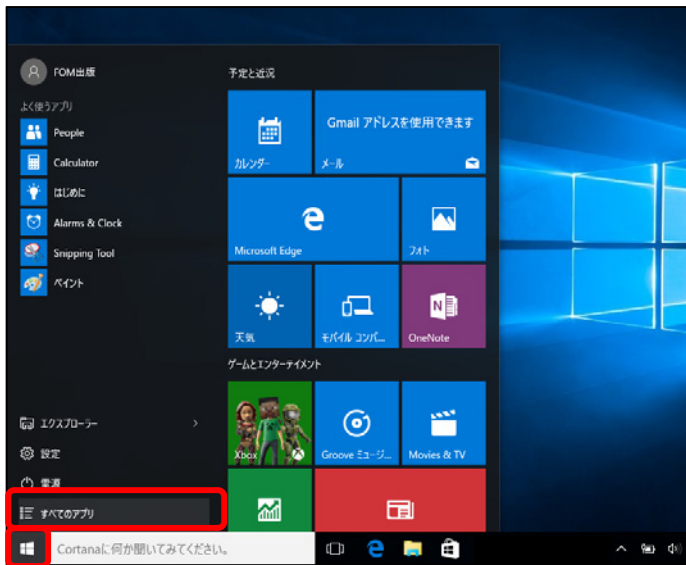 FOM出版
よく使うアプリ
People
Calculator
はじめに
Alarms & Clock
Snipping Tool
ペイント
エクスプローラー
設定
電源
すべてのアプリ
予定と近況
カレンダー
Gmail アドレスを使用できます
メール
Microsoft Edge
フォト
天気
モバイル コンパ...
OneNote
ゲームとエンターテイメント
Xbox
Groove ミュージ...
Movies & TV
Cortanaに何か聞いてみてください。